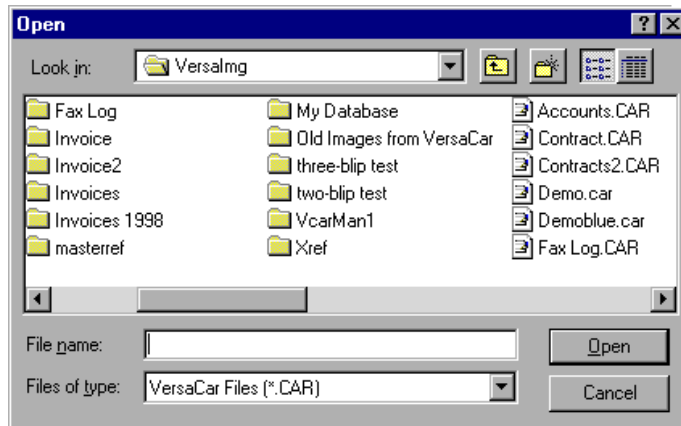 Open
Look in: VersaImg
Fax Log My Database Accounts.CAR
Invoice Old Images from VersaCar Contract.CAR
Invoice2 three-blip test Contracts2.CAR
Invoices two-blip test Demo.car
Invoices 1998 VcarMan1 Demoblue.car
masterref Xref Fax Log.CAR
File name: Open
Files of type: VersaCar Files (*.CAR) Cancel